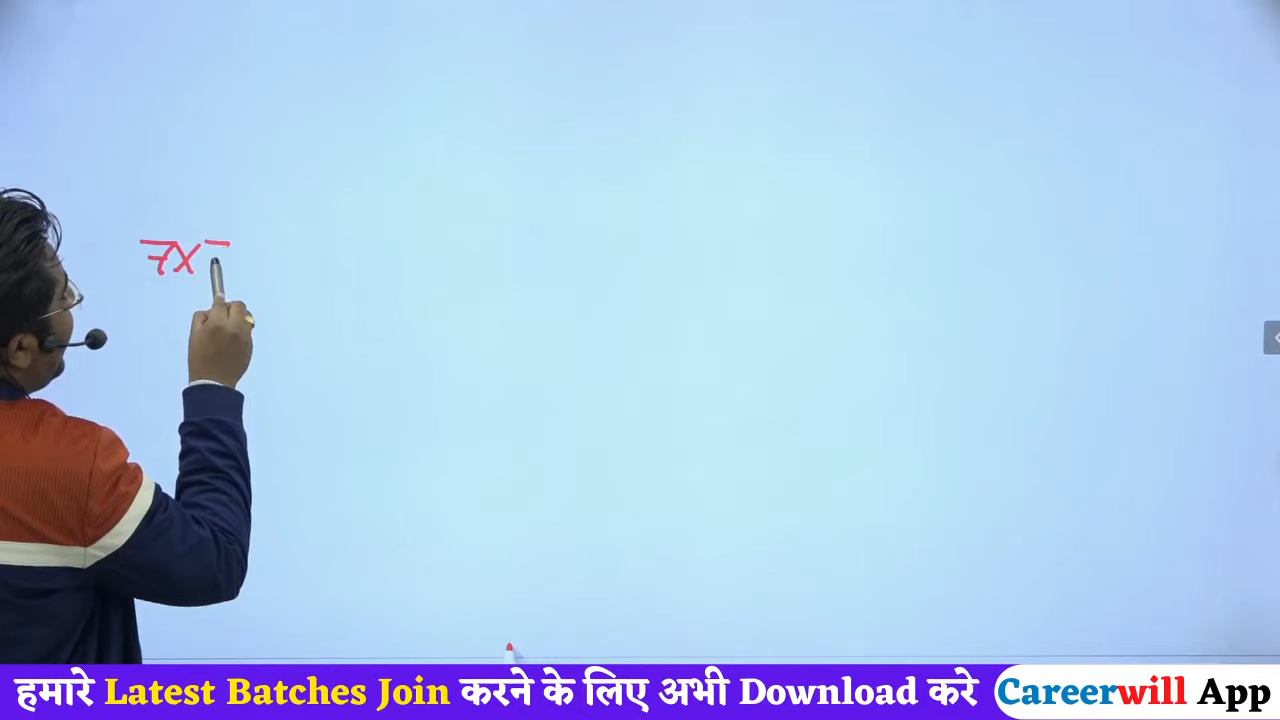 7x
हमारे Latest Batches Join करने के लिए अभी Download करे Careerwill App